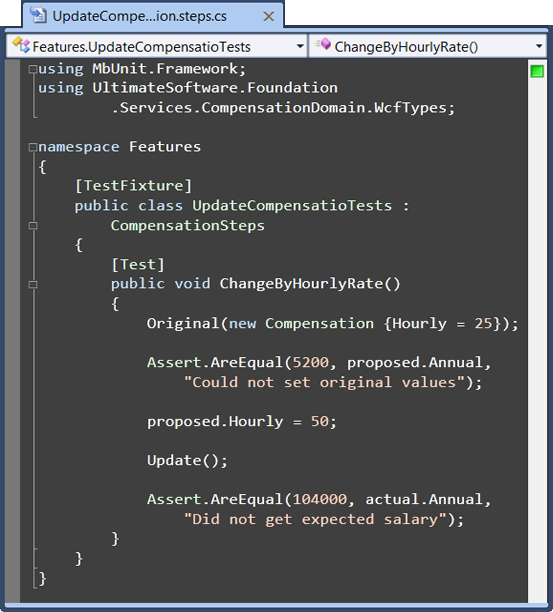 UpdateCompe...ion.steps.cs
Features.UpdateCompensatioTests
ChangeByHourlyRate()
using MbUnit.Framework;
using UltimateSoftware.Foundation
.Services.CompensationDomain.WcfTypes;
namespace Features
{
[TestFixture]
public class UpdateCompensatioTests :
CompensationSteps
{
[Test]
public void ChangeByHourlyRate()
{
Original(new Compensation {Hourly = 25});
Assert.AreEqual(5200, proposed.Annual,
"Could not set original values");
proposed.Hourly = 50;
Update();
Assert.AreEqual(104000, actual.Annual,
"Did not get expected salary");
}
}
}